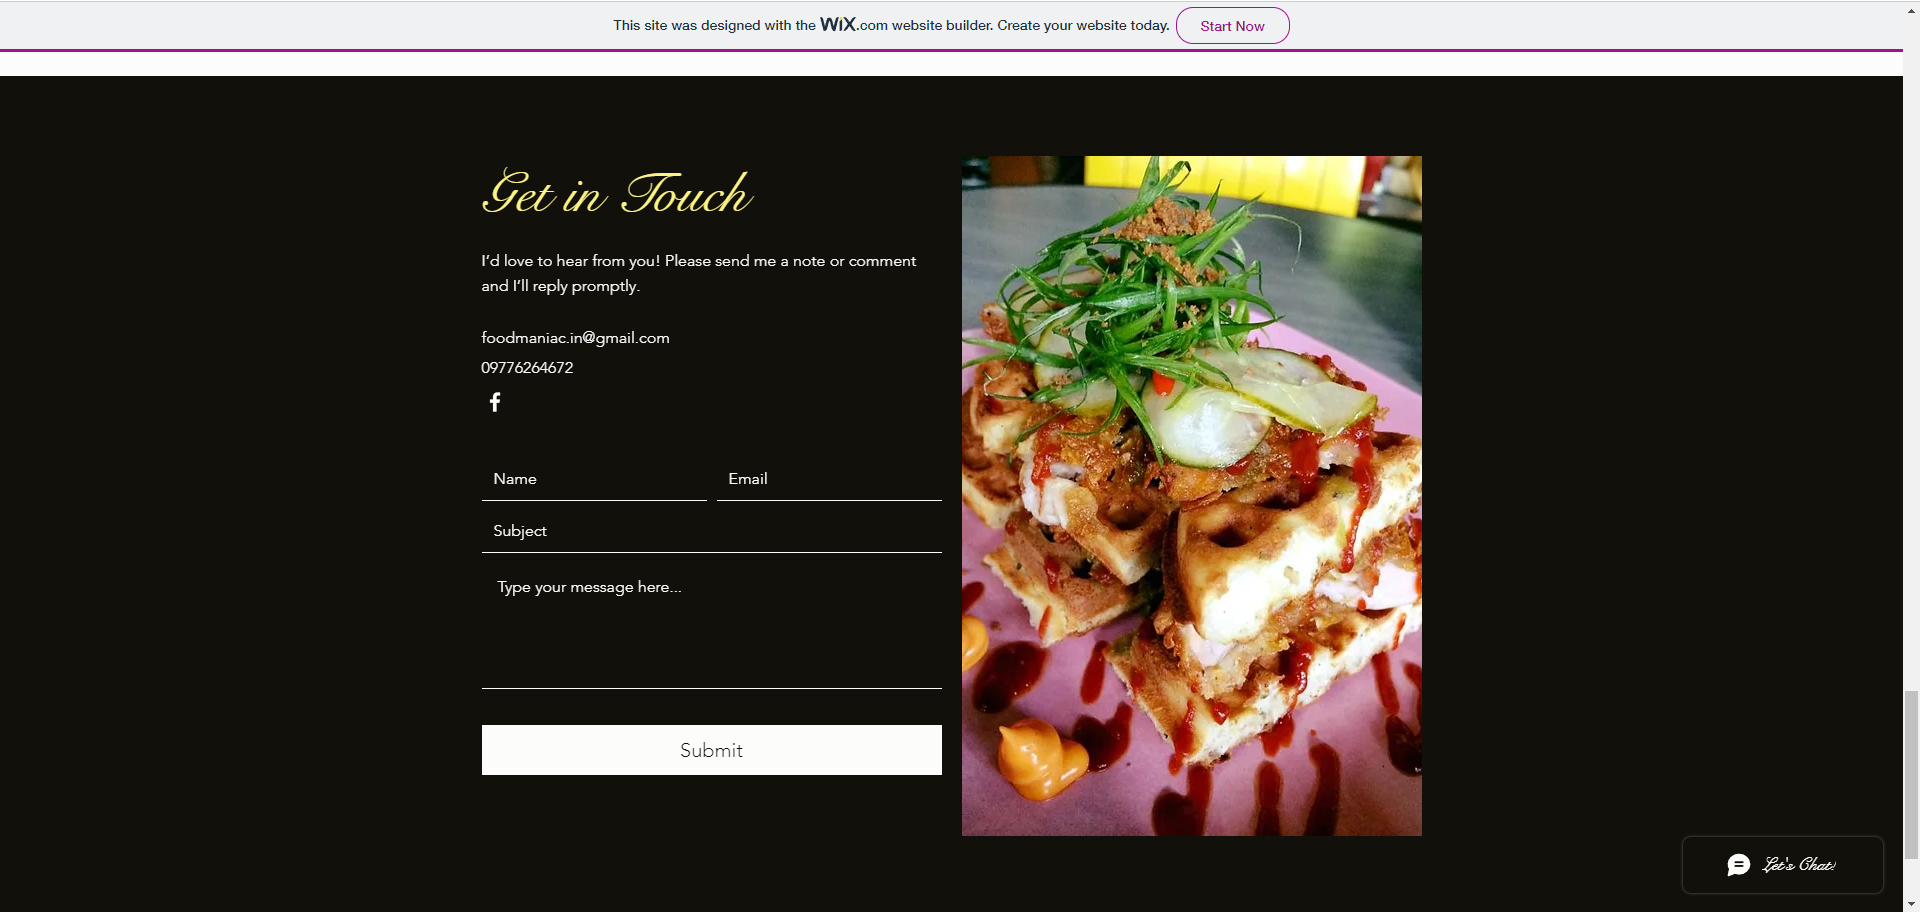 This site was designed with the WiX.com website builder. Create your website today. Start Now
Get in Touch
I’d love to hear from you! Please send me a note or comment
and I’ll reply promptly.
foodmaniac.in@gmail.com
09776264672
Name Email
Subject
Type your message here...
Submit
Let's Chat!